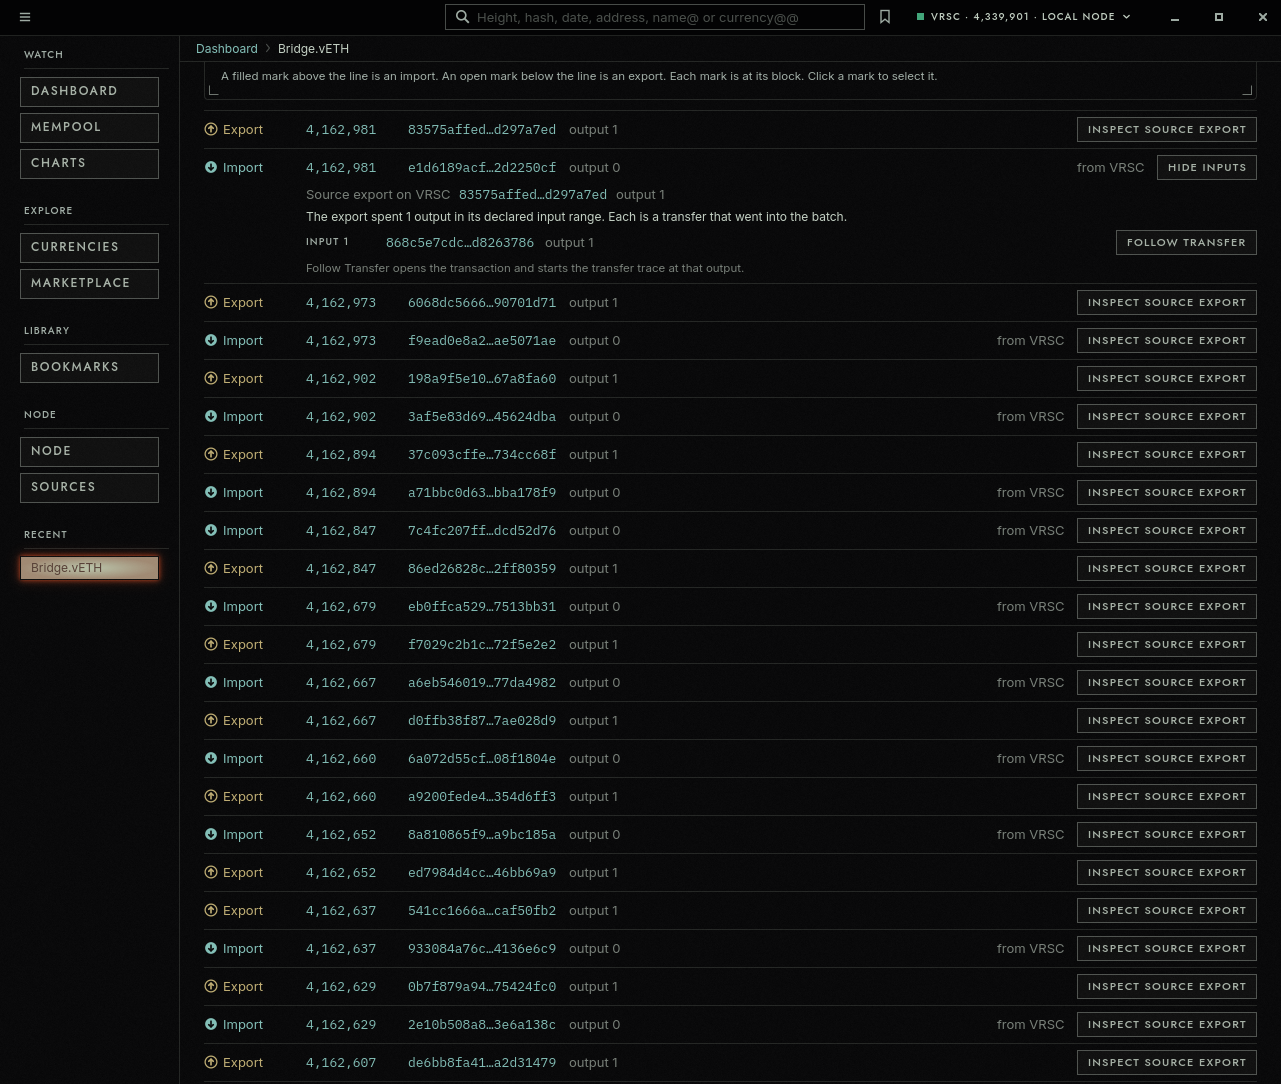 Height, hash, date, address, name@ or currency@@
VRSC · 4,339,901 · LOCAL NODE
WATCH
DASHBOARD
MEMPOOL
CHARTS
EXPLORE
CURRENCIES
MARKETPLACE
LIBRARY
BOOKMARKS
NODE
NODE
SOURCES
RECENT
Bridge.vETH
Dashboard > Bridge.vETH
A filled mark above the line is an import. An open mark below the line is an export. Each mark is at its block. Click a mark to select it.
Export 4,162,981 83575affed…d297a7ed output 1 INSPECT SOURCE EXPORT
Import 4,162,981 e1d6189acf…2d2250cf output 0 from VRSC HIDE INPUTS
Source export on VRSC 83575affed…d297a7ed output 1
The export spent 1 output in its declared input range. Each is a transfer that went into the batch.
INPUT 1 868c5e7cdc…d8263786 output 1 FOLLOW TRANSFER
Follow Transfer opens the transaction and starts the transfer trace at that output.
Export 4,162,973 6068dc5666…90701d71 output 1 INSPECT SOURCE EXPORT
Import 4,162,973 f9ead0e8a2…ae5071ae output 0 from VRSC INSPECT SOURCE EXPORT
Export 4,162,902 198a9f5e10…67a8fa60 output 1 INSPECT SOURCE EXPORT
Import 4,162,902 3af5e83d69…45624dba output 0 from VRSC INSPECT SOURCE EXPORT
Export 4,162,894 37c093cffe…734cc68f output 1 INSPECT SOURCE EXPORT
Import 4,162,894 a71bbc0d63…bba178f9 output 0 from VRSC INSPECT SOURCE EXPORT
Import 4,162,847 7c4fc207ff…dcd52d76 output 0 from VRSC INSPECT SOURCE EXPORT
Export 4,162,847 86ed26828c…2ff80359 output 1 INSPECT SOURCE EXPORT
Import 4,162,679 eb0ffca529…7513bb31 output 0 from VRSC INSPECT SOURCE EXPORT
Export 4,162,679 f7029c2b1c…72f5e2e2 output 1 INSPECT SOURCE EXPORT
Import 4,162,667 a6eb546019…77da4982 output 0 from VRSC INSPECT SOURCE EXPORT
Export 4,162,667 d0ffb38f87…7ae028d9 output 1 INSPECT SOURCE EXPORT
Import 4,162,660 6a072d55cf…08f1804e output 0 from VRSC INSPECT SOURCE EXPORT
Export 4,162,660 a9200fede4…354d6ff3 output 1 INSPECT SOURCE EXPORT
Import 4,162,652 8a810865f9…a9bc185a output 0 from VRSC INSPECT SOURCE EXPORT
Export 4,162,652 ed7984d4cc…46bb69a9 output 1 INSPECT SOURCE EXPORT
Export 4,162,637 541cc1666a…caf50fb2 output 1 INSPECT SOURCE EXPORT
Import 4,162,637 933084a76c…4136e6c9 output 0 from VRSC INSPECT SOURCE EXPORT
Export 4,162,629 0b7f879a94…75424fc0 output 1 INSPECT SOURCE EXPORT
Import 4,162,629 2e10b508a8…3e6a138c output 0 from VRSC INSPECT SOURCE EXPORT
Export 4,162,607 de6bb8fa41…a2d31479 output 1 INSPECT SOURCE EXPORT